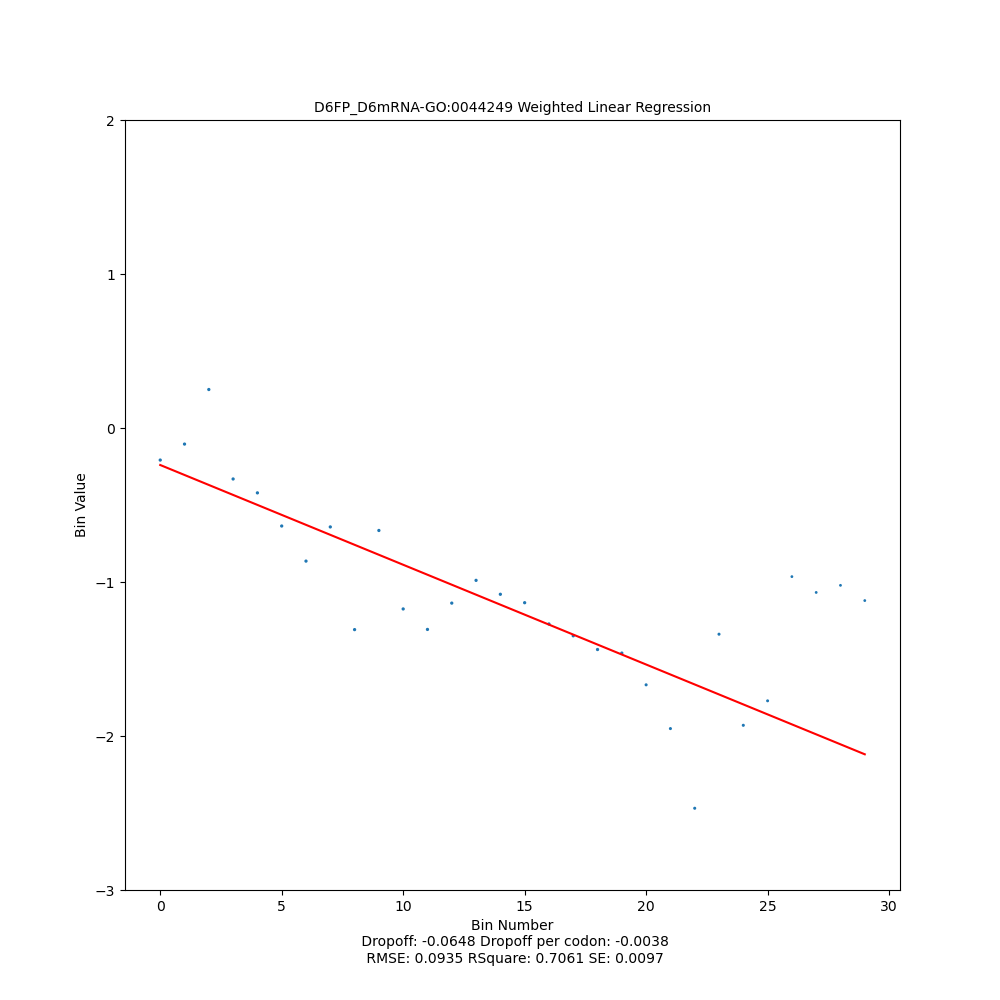 D6FP_D6mRNA-GO:0044249 Weighted Linear Regression
2
1
0
−1
−2
−3
Bin Value
0 5 10 15 20 25 30
Bin Number
Dropoff: -0.0648 Dropoff per codon: -0.0038
RMSE: 0.0935 RSquare: 0.7061 SE: 0.0097